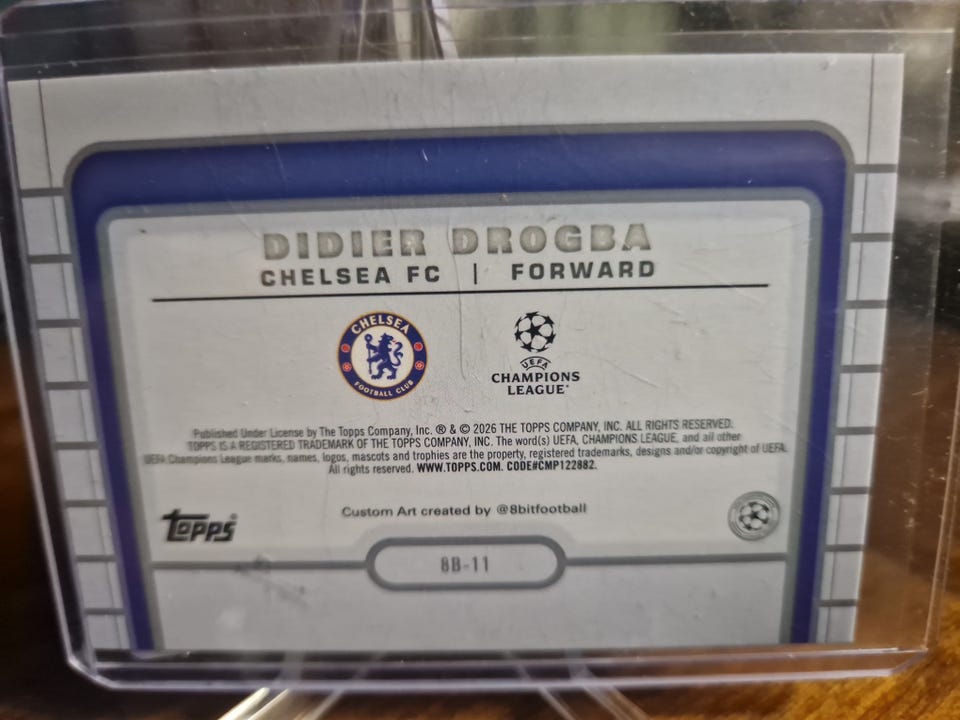 DIDIER DROGBA
CHELSEA FC | FORWARD
CHELSEA
FOOTBALL CLUB
UEFA
CHAMPIONS
LEAGUE®
Published Under License by The Topps Company, Inc. ® & © 2026 THE TOPPS COMPANY, INC. ALL RIGHTS RESERVED.
TOPPS IS A REGISTERED TRADEMARK OF THE TOPPS COMPANY, INC. The word(s) UEFA, CHAMPIONS LEAGUE, and all other
UEFA Champions League marks, names, logos, mascots and trophies are the property, registered trademarks, designs and/or copyright of UEFA.
All rights reserved. WWW.TOPPS.COM. CODE#CMP122882.
Custom Art created by @8bitfootball
Topps®
8B-11